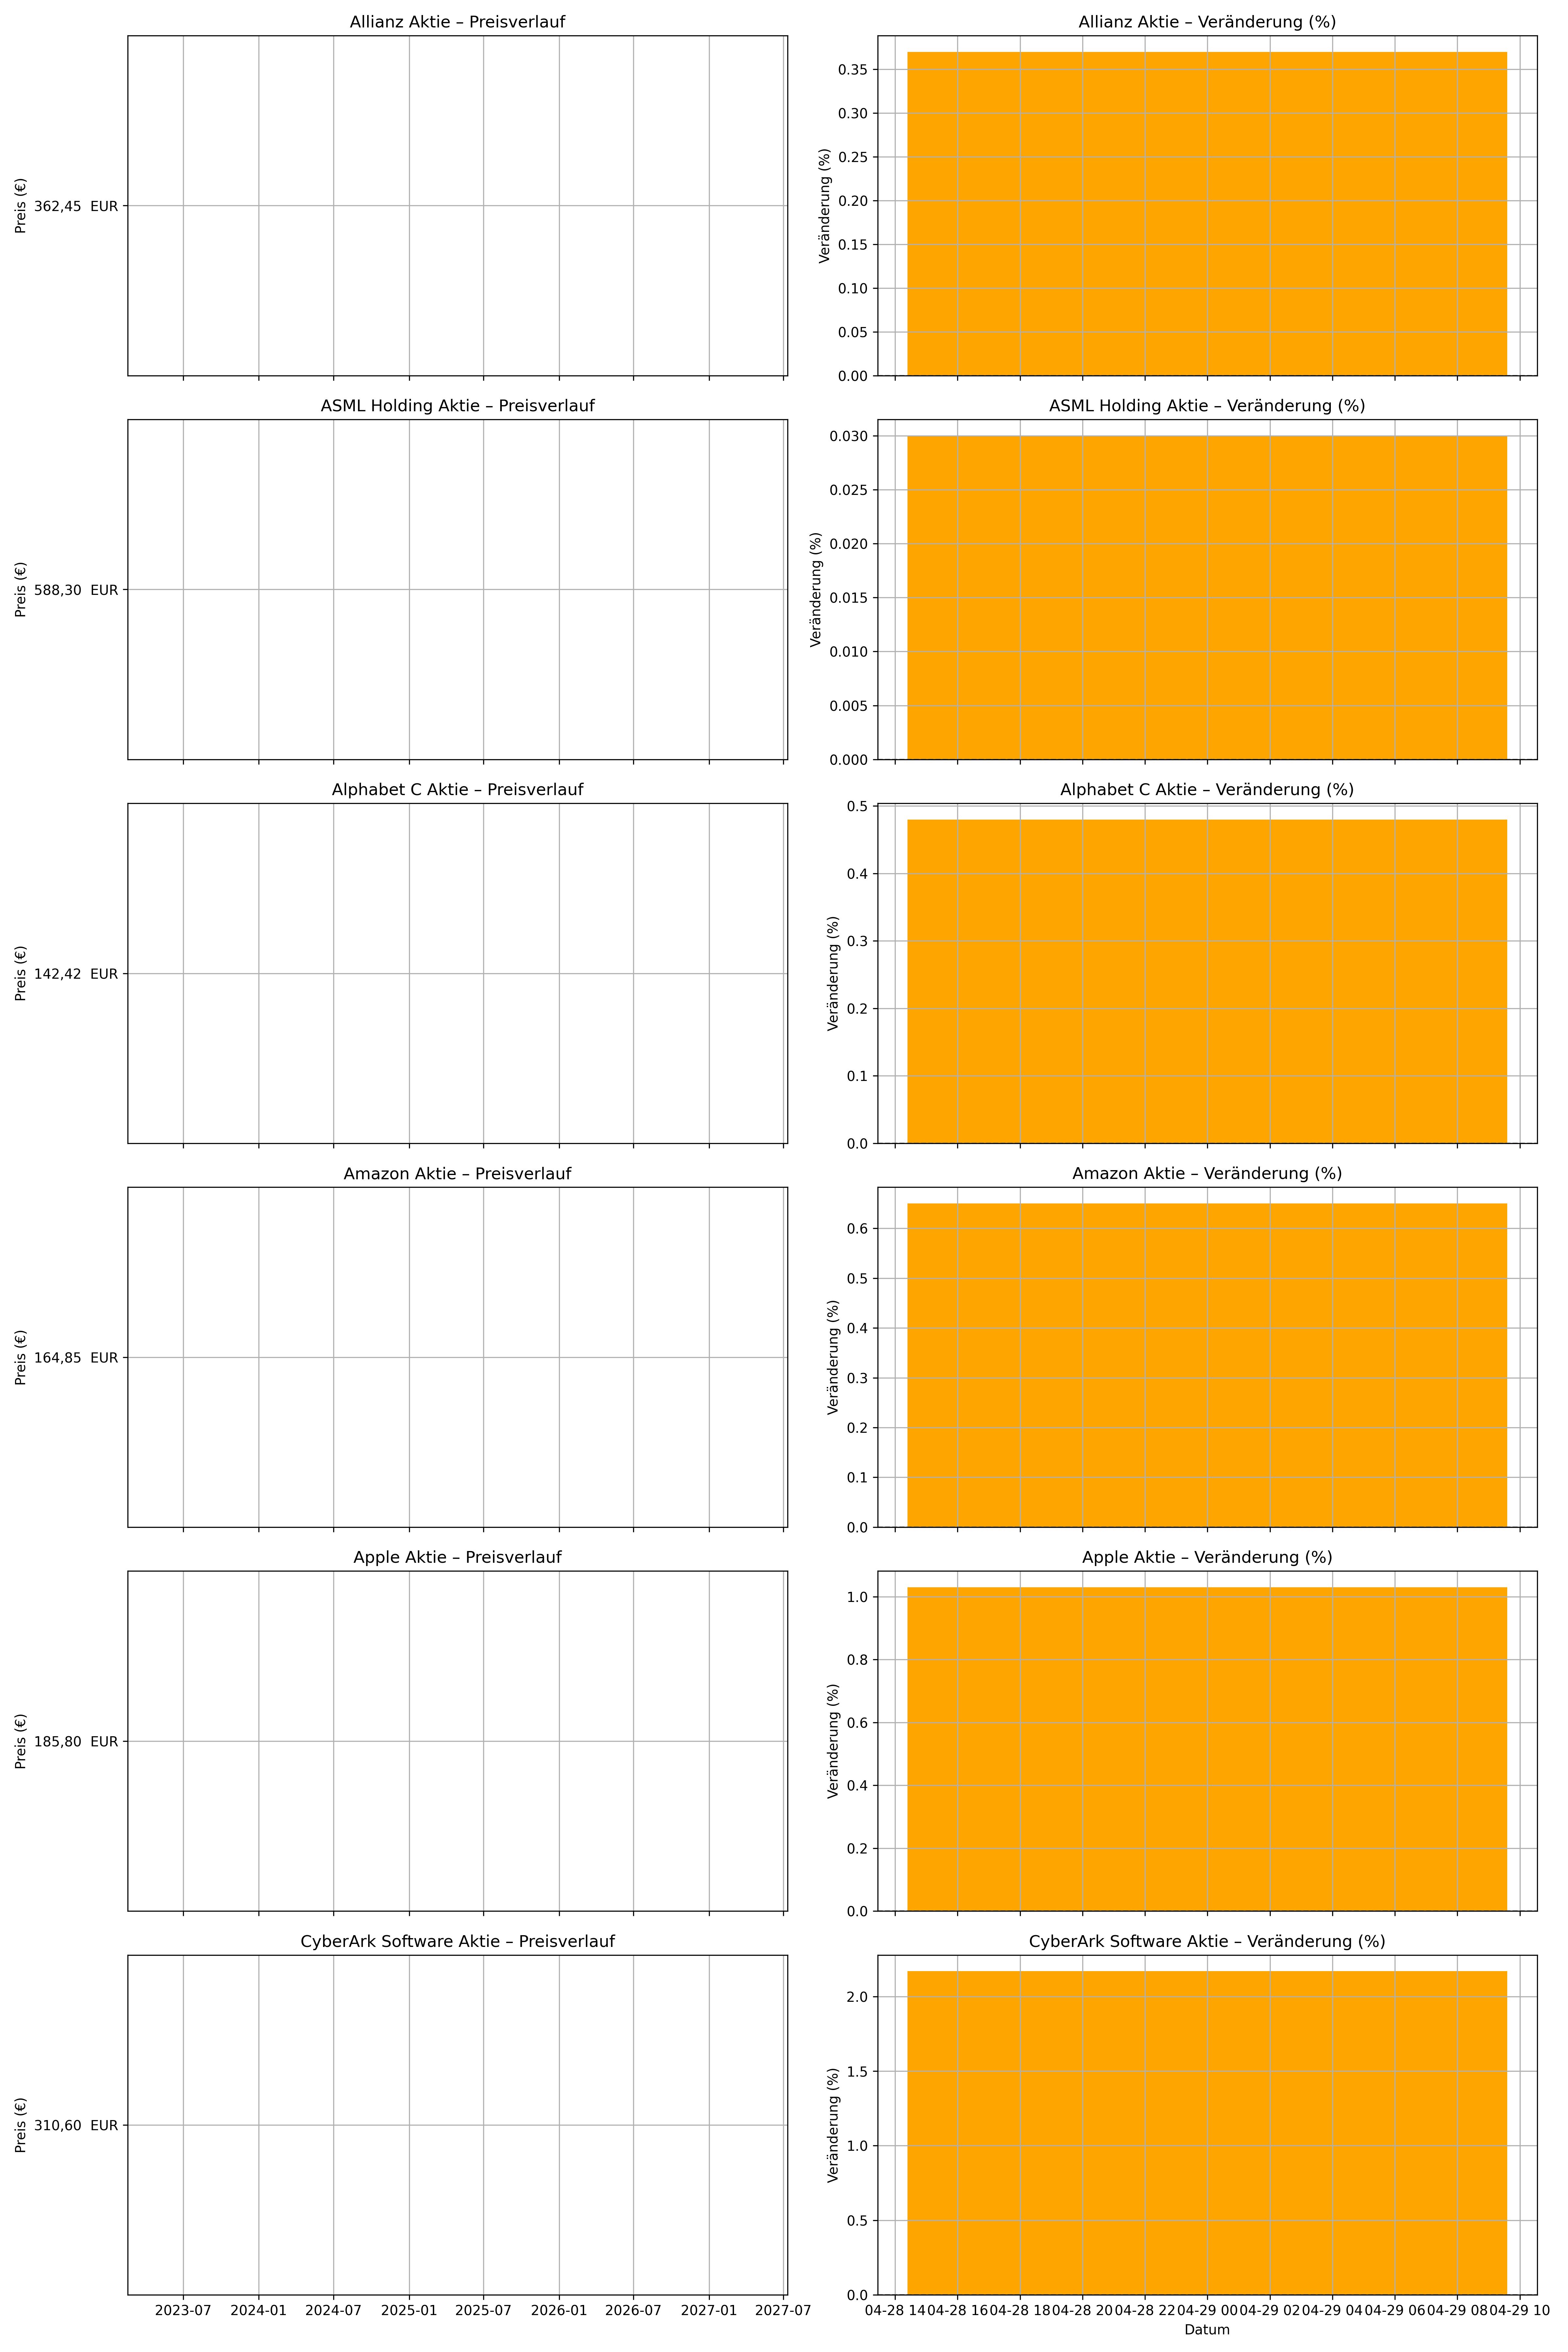 Allianz Aktie – Preisverlauf
Preis (€)
362,45  EUR
Allianz Aktie – Veränderung (%)
Veränderung (%)
0.35
0.30
0.25
0.20
0.15
0.10
0.05
0.00
ASML Holding Aktie – Preisverlauf
Preis (€)
588,30  EUR
ASML Holding Aktie – Veränderung (%)
Veränderung (%)
0.030
0.025
0.020
0.015
0.010
0.005
0.000
Alphabet C Aktie – Preisverlauf
Preis (€)
142,42  EUR
Alphabet C Aktie – Veränderung (%)
Veränderung (%)
0.5
0.4
0.3
0.2
0.1
0.0
Amazon Aktie – Preisverlauf
Preis (€)
164,85  EUR
Amazon Aktie – Veränderung (%)
Veränderung (%)
0.6
0.5
0.4
0.3
0.2
0.1
0.0
Apple Aktie – Preisverlauf
Preis (€)
185,80  EUR
Apple Aktie – Veränderung (%)
Veränderung (%)
1.0
0.8
0.6
0.4
0.2
0.0
CyberArk Software Aktie – Preisverlauf
Preis (€)
310,60  EUR
2023-07 2024-01 2024-07 2025-01 2025-07 2026-01 2026-07 2027-01 2027-07
CyberArk Software Aktie – Veränderung (%)
Veränderung (%)
2.0
1.5
1.0
0.5
0.0
04-28 14 04-28 16 04-28 18 04-28 20 04-28 22 04-29 00 04-29 02 04-29 04 04-29 06 04-29 08 04-29 10
Datum